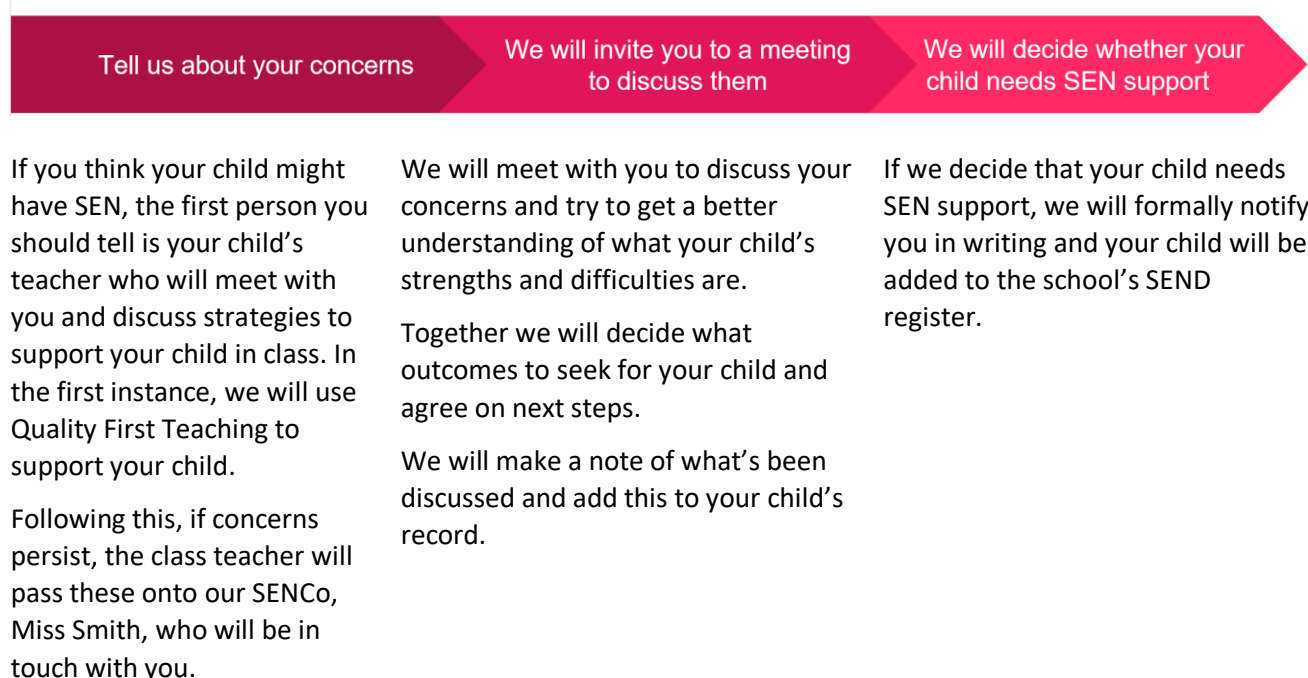 Tell us about your concerns
We will invite you to a meeting
to discuss them
We will decide whether your
child needs SEN support
If you think your child might
have SEN, the first person you
should tell is your child’s
teacher who will meet with
you and discuss strategies to
support your child in class. In
the first instance, we will use
Quality First Teaching to
support your child.
Following this, if concerns
persist, the class teacher will
pass these onto our SENCo,
Miss Smith, who will be in
touch with you.
We will meet with you to discuss your
concerns and try to get a better
understanding of what your child’s
strengths and difficulties are.
Together we will decide what
outcomes to seek for your child and
agree on next steps.
We will make a note of what’s been
discussed and add this to your child’s
record.
If we decide that your child needs
SEN support, we will formally notify
you in writing and your child will be
added to the school’s SEND
register.